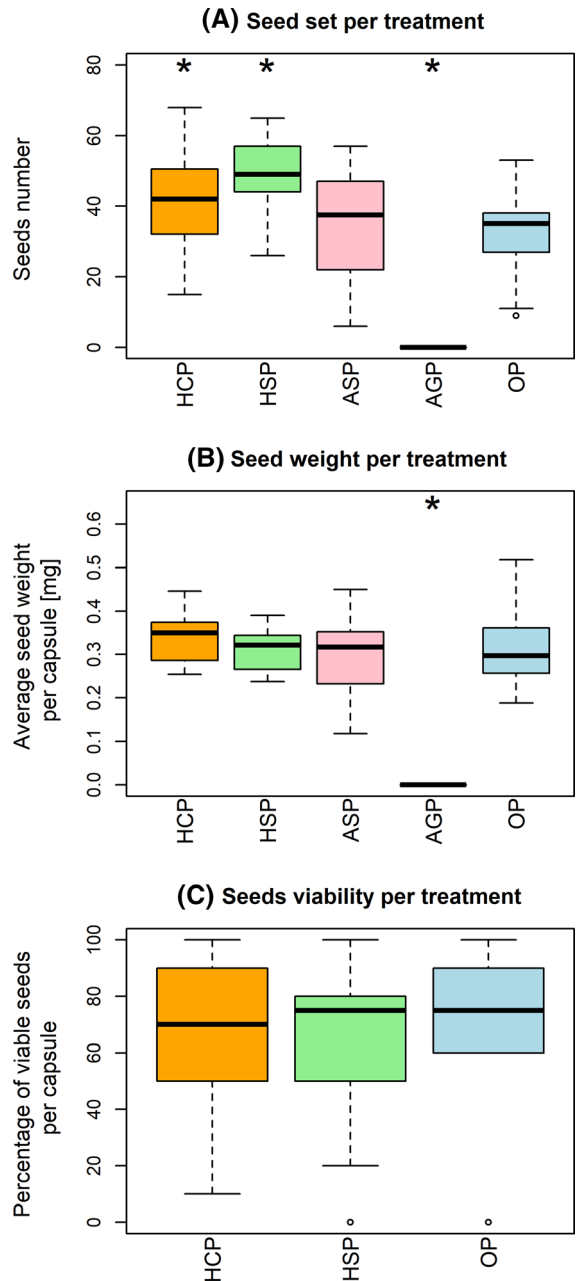 (A) Seed set per treatment
* * *
Seeds number
80
60
40
20
0
HCP HSP ASP AGP OP
(B) Seed weight per treatment
*
Average seed weight
per capsule [mg]
0.6
0.5
0.4
0.3
0.2
0.1
0.0
HCP HSP ASP AGP OP
(C) Seeds viability per treatment
Percentage of viable seeds
per capsule
100
80
60
40
20
0
HCP HSP OP